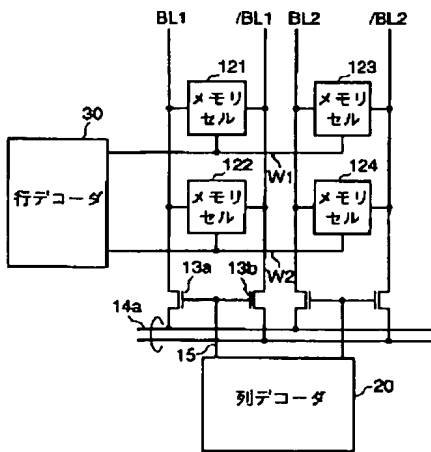 BL1 /BL1 BL2 /BL2
121 123
メモリ
セル
メモリ
セル
30
行デコーダ
W1
122 124
メモリ
セル
メモリ
セル
W2
13a 13b
14a
15
列デコーダ
20